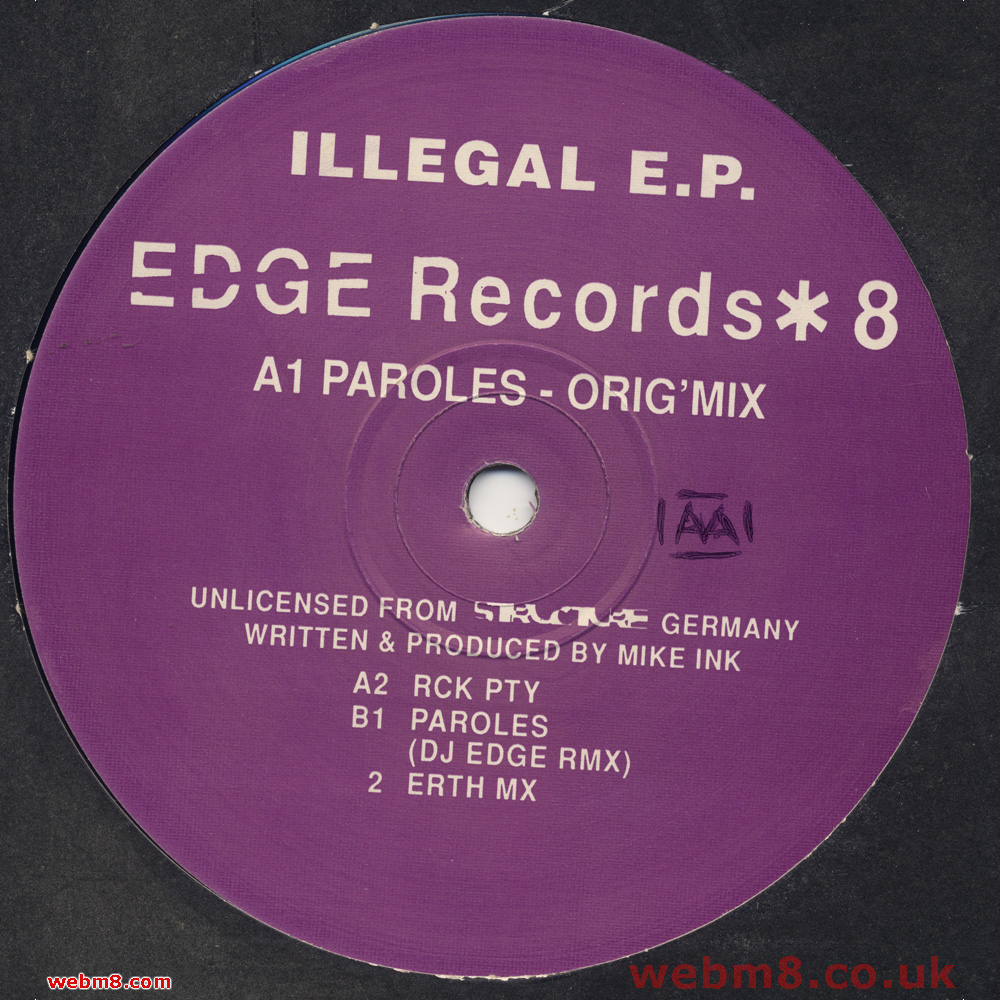 ILLEGAL E.P.
EDGE Records* 8
A1 PAROLES - ORIG'MIX
UNLICENSED FROM STRUCTURE GERMANY
WRITTEN & PRODUCED BY MIKE INK
A2 RCK PTY
B1 PAROLES
(DJ EDGE RMX)
2 ERTH MX
webm8.com
webm8.co.uk